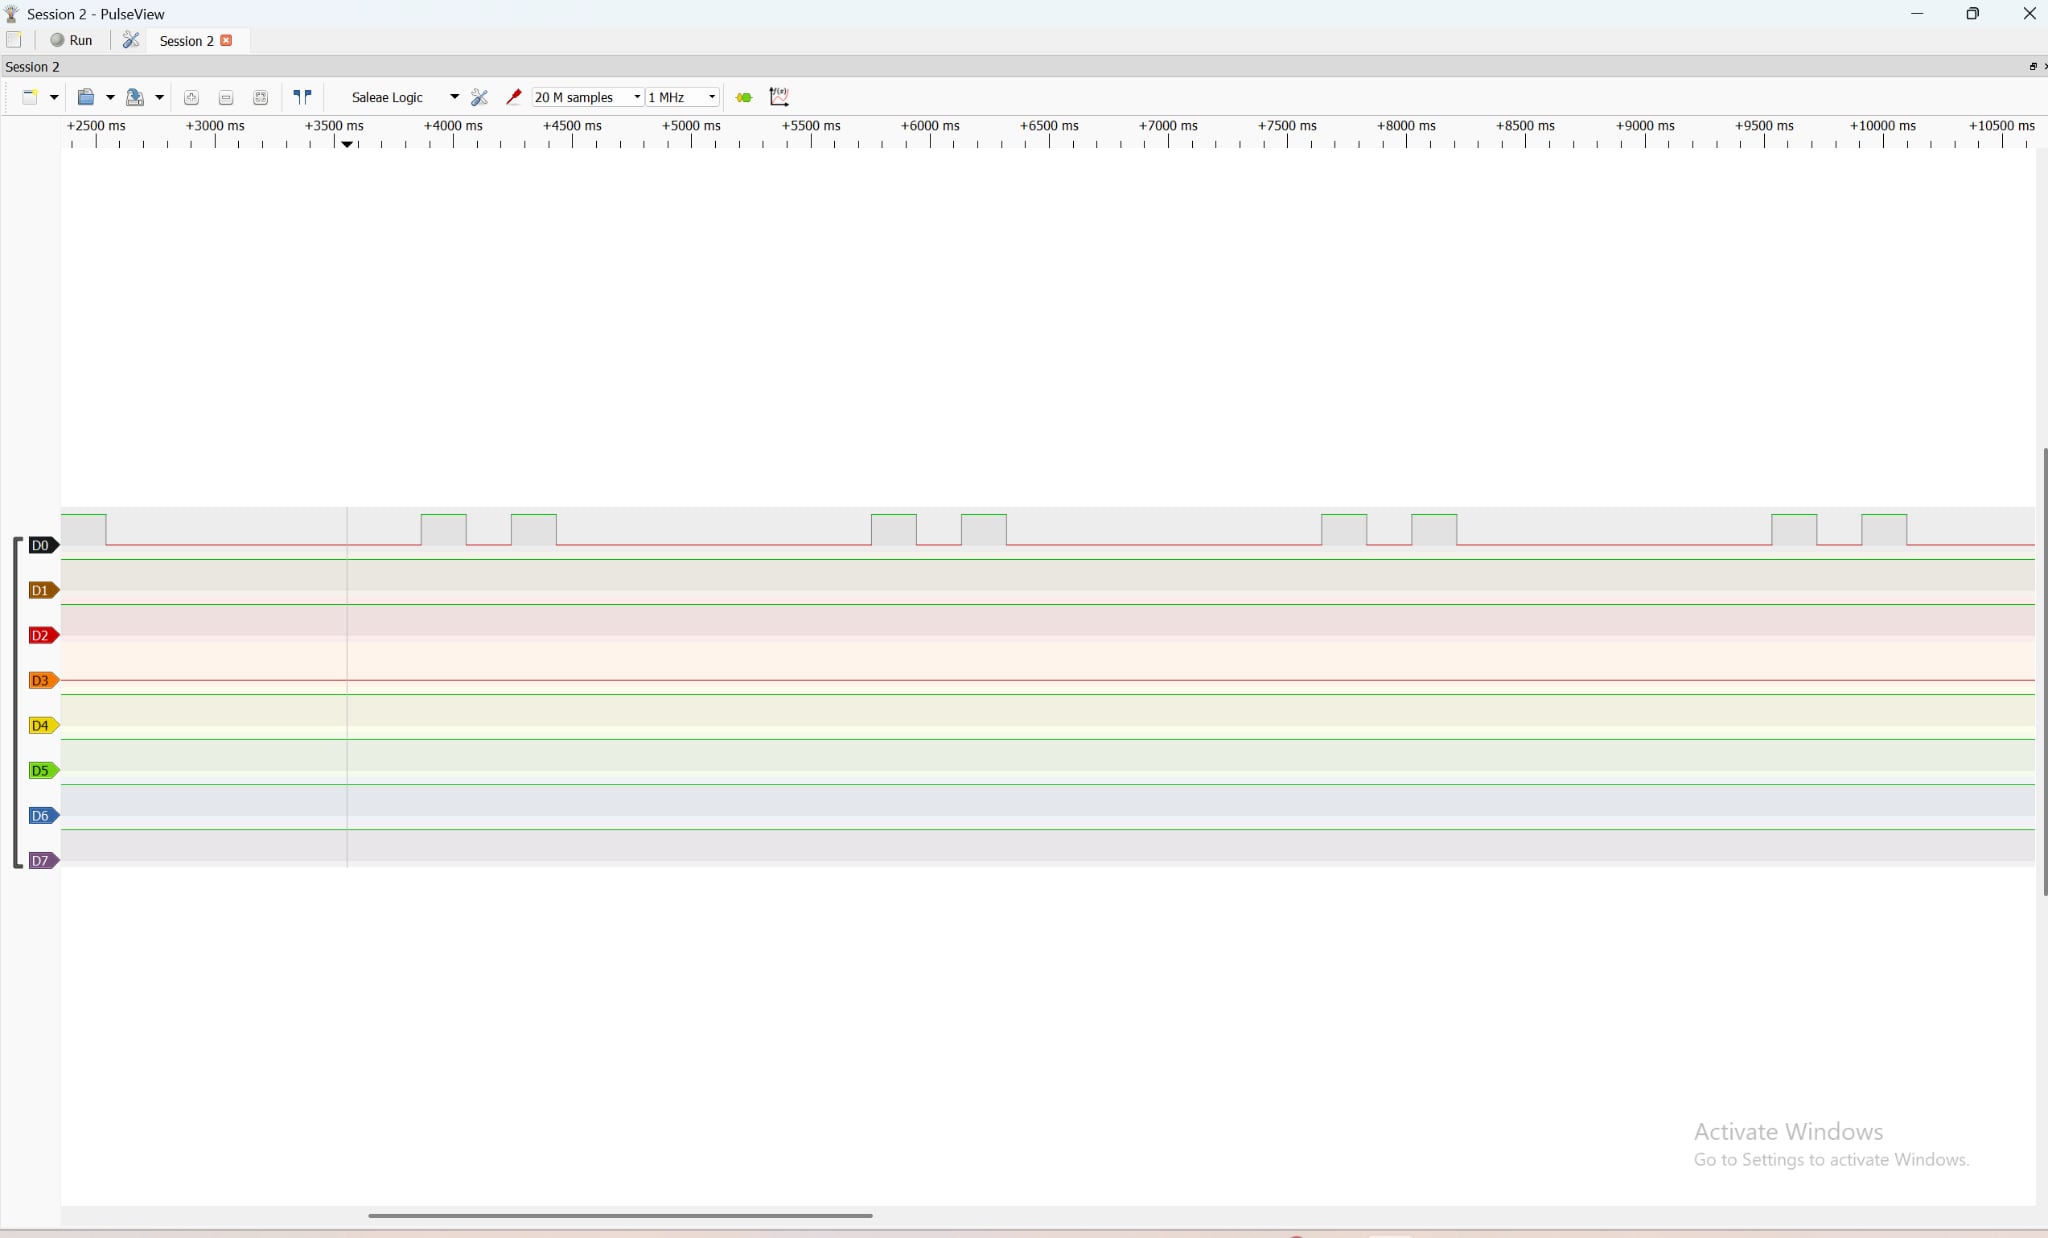 Session 2 - PulseView
Run
Session 2
Session 2
Saleae Logic
20 M samples
1 MHz
+2500 ms +3000 ms +3500 ms +4000 ms +4500 ms +5000 ms +5500 ms +6000 ms +6500 ms +7000 ms +7500 ms +8000 ms +8500 ms +9000 ms +9500 ms +10000 ms +10500 ms
D0
D1
D2
D3
D4
D5
D6
D7
Activate Windows
Go to Settings to activate Windows.